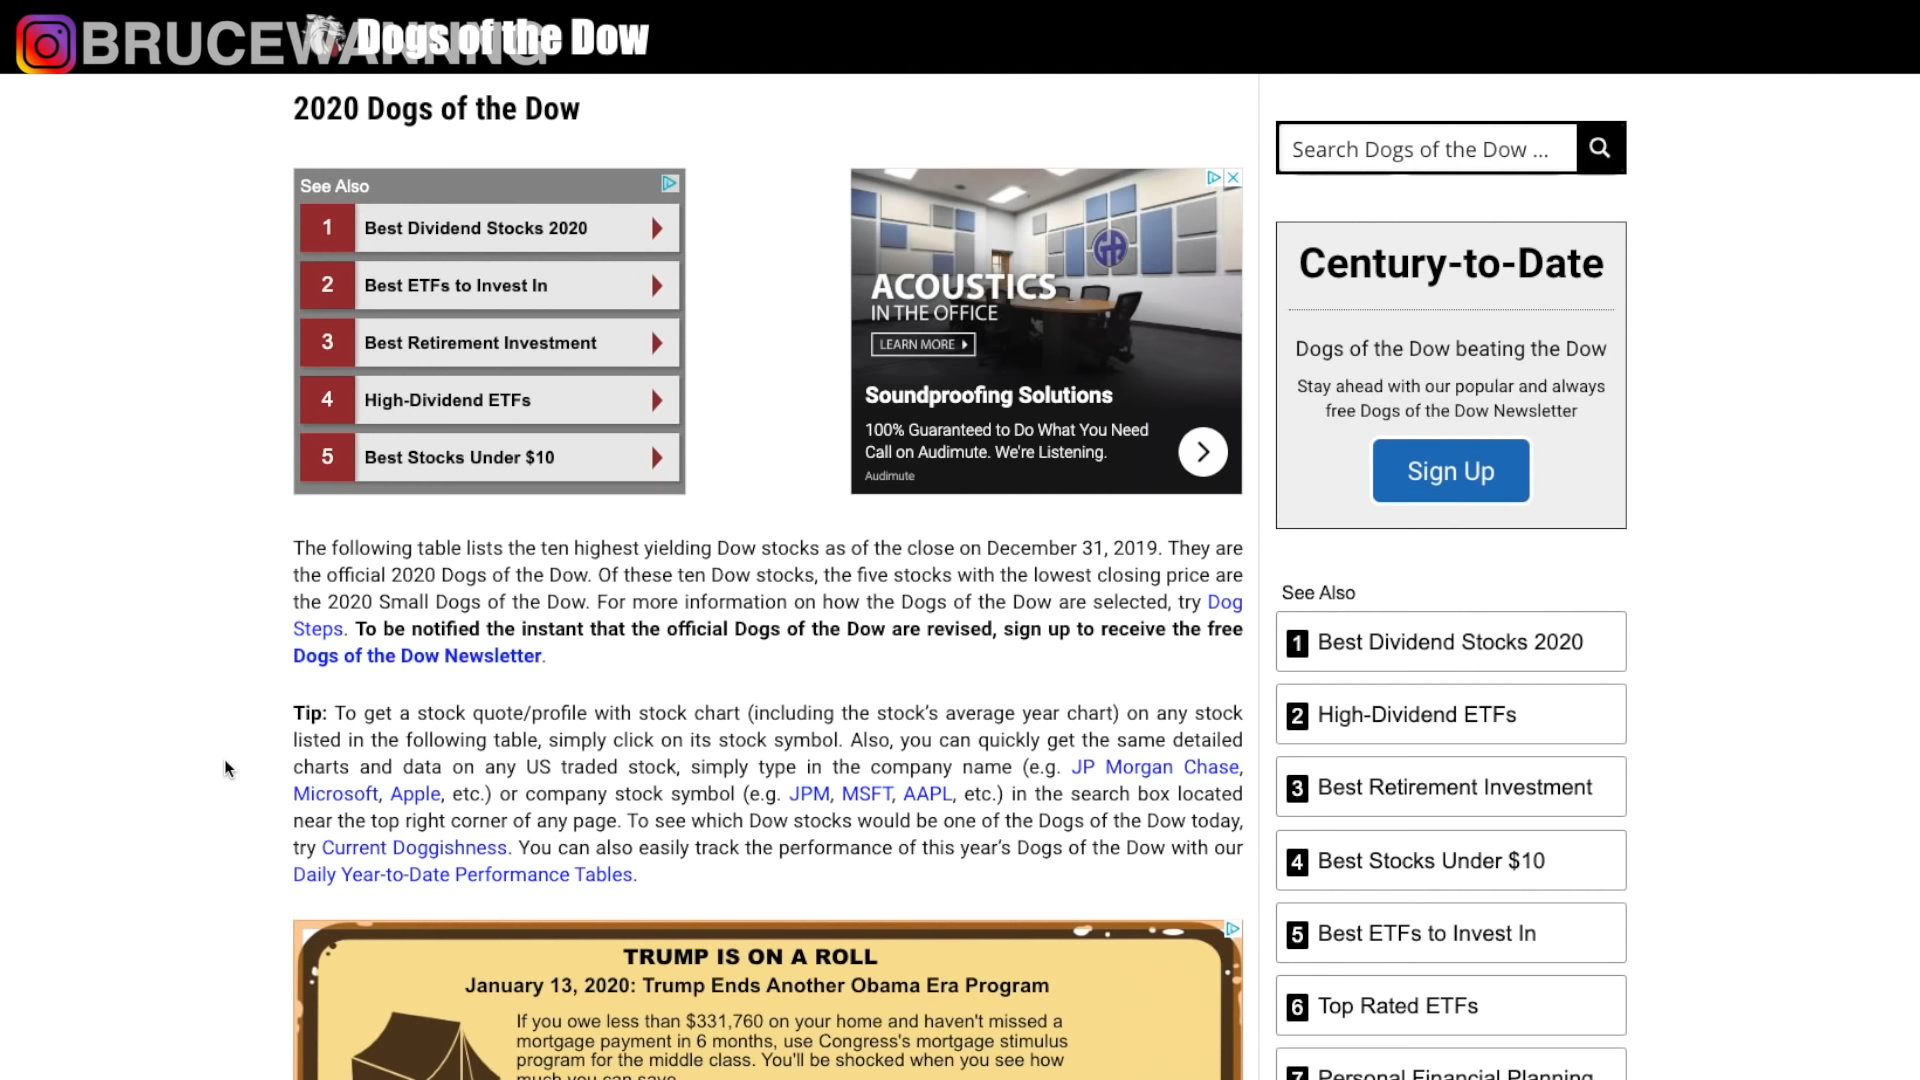 BRUCEWANNNG
Dogs of the Dow
2020 Dogs of the Dow
See Also
1 Best Dividend Stocks 2020
2 Best ETFs to Invest In
3 Best Retirement Investment
4 High-Dividend ETFs
5 Best Stocks Under $10
ACOUSTICS
IN THE OFFICE
LEARN MORE
Soundproofing Solutions
100% Guaranteed to Do What You Need
Call on Audimute. We're Listening.
Audimute
The following table lists the ten highest yielding Dow stocks as of the close on December 31, 2019. They are
the official 2020 Dogs of the Dow. Of these ten Dow stocks, the five stocks with the lowest closing price are
the 2020 Small Dogs of the Dow. For more information on how the Dogs of the Dow are selected, try Dog
Steps. To be notified the instant that the official Dogs of the Dow are revised, sign up to receive the free
Dogs of the Dow Newsletter.
Tip: To get a stock quote/profile with stock chart (including the stock’s average year chart) on any stock
listed in the following table, simply click on its stock symbol. Also, you can quickly get the same detailed
charts and data on any US traded stock, simply type in the company name (e.g. JP Morgan Chase,
Microsoft, Apple, etc.) or company stock symbol (e.g. JPM, MSFT, AAPL, etc.) in the search box located
near the top right corner of any page. To see which Dow stocks would be one of the Dogs of the Dow today,
try Current Doggishness. You can also easily track the performance of this year’s Dogs of the Dow with our
Daily Year-to-Date Performance Tables.
TRUMP IS ON A ROLL
January 13, 2020: Trump Ends Another Obama Era Program
If you owe less than $331,760 on your home and haven't missed a
mortgage payment in 6 months, use Congress's mortgage stimulus
program for the middle class. You'll be shocked when you see how
much you can save.
Search Dogs of the Dow ...
Century-to-Date
Dogs of the Dow beating the Dow
Stay ahead with our popular and always
free Dogs of the Dow Newsletter
Sign Up
See Also
1 Best Dividend Stocks 2020
2 High-Dividend ETFs
3 Best Retirement Investment
4 Best Stocks Under $10
5 Best ETFs to Invest In
6 Top Rated ETFs
7 Personal Financial Planning